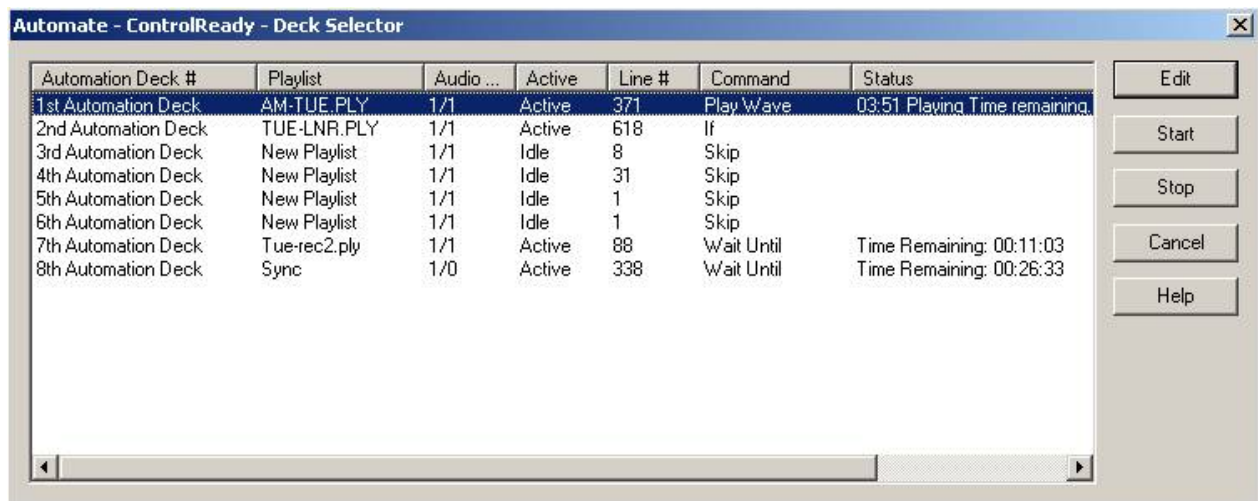 Automate - ControlReady - Deck Selector
Automation Deck # Playlist Audio ... Active Line # Command Status
1st Automation Deck AM-TUE.PLY 1/1 Active 371 Play Wave 03:51 Playing Time remaining.
2nd Automation Deck TUE-LNR.PLY 1/1 Active 618 If
3rd Automation Deck New Playlist 1/1 Idle 8 Skip
4th Automation Deck New Playlist 1/1 Idle 31 Skip
5th Automation Deck New Playlist 1/1 Idle 1 Skip
6th Automation Deck New Playlist 1/1 Idle 1 Skip
7th Automation Deck Tue-rec2.ply 1/1 Active 88 Wait Until Time Remaining: 00:11:03
8th Automation Deck Sync 1/0 Active 338 Wait Until Time Remaining: 00:26:33
Edit
Start
Stop
Cancel
Help